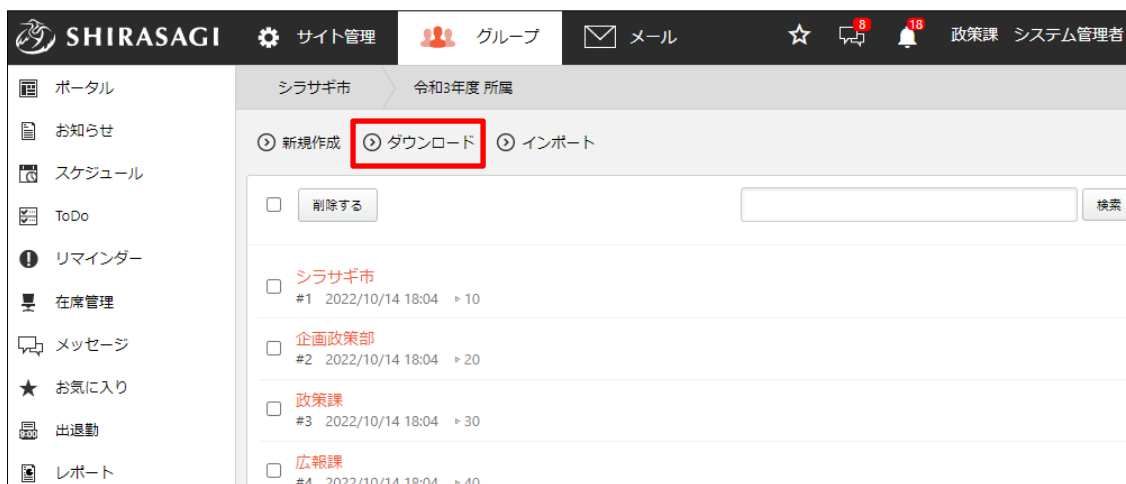 SHIRASAGI サイト管理 グループ メール 8 18 政策課 システム管理者
ポータル
お知らせ
スケジュール
ToDo
リマインダー
在席管理
メッセージ
お気に入り
出退勤
レポート
シラサギ市 令和3年度 所属
新規作成 ダウンロード インポート
削除する 検索
シラサギ市
#1 2022/10/14 18:04 10
企画政策部
#2 2022/10/14 18:04 20
政策課
#3 2022/10/14 18:04 30
広報課
#4 2022/10/14 18:04 40